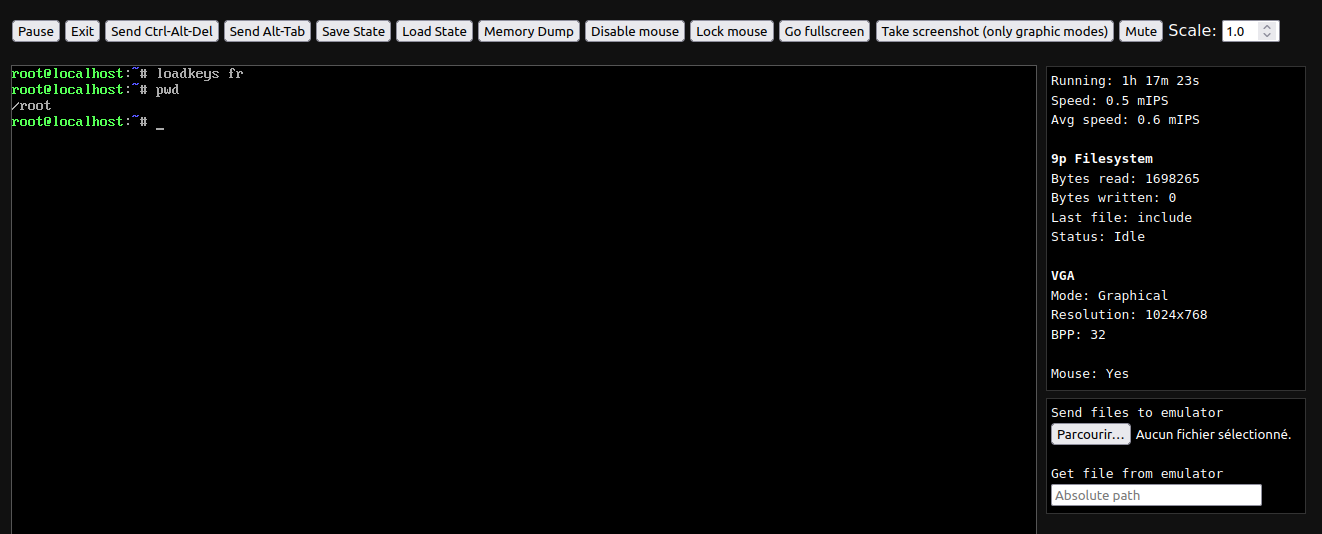 Pause Exit Send Ctrl-Alt-Del Send Alt-Tab Save State Load State Memory Dump Disable mouse Lock mouse Go fullscreen Take screenshot (only graphic modes) Mute Scale: 1.0
root@localhost:~# loadkeys fr
root@localhost:~# pwd
/root
root@localhost:~# _
Running: 1h 17m 23s
Speed: 0.5 mIPS
Avg speed: 0.6 mIPS
9p Filesystem
Bytes read: 1698265
Bytes written: 0
Last file: include
Status: Idle
VGA
Mode: Graphical
Resolution: 1024x768
BPP: 32
Mouse: Yes
Send files to emulator
Parcourir... Aucun fichier sélectionné.
Get file from emulator
Absolute path